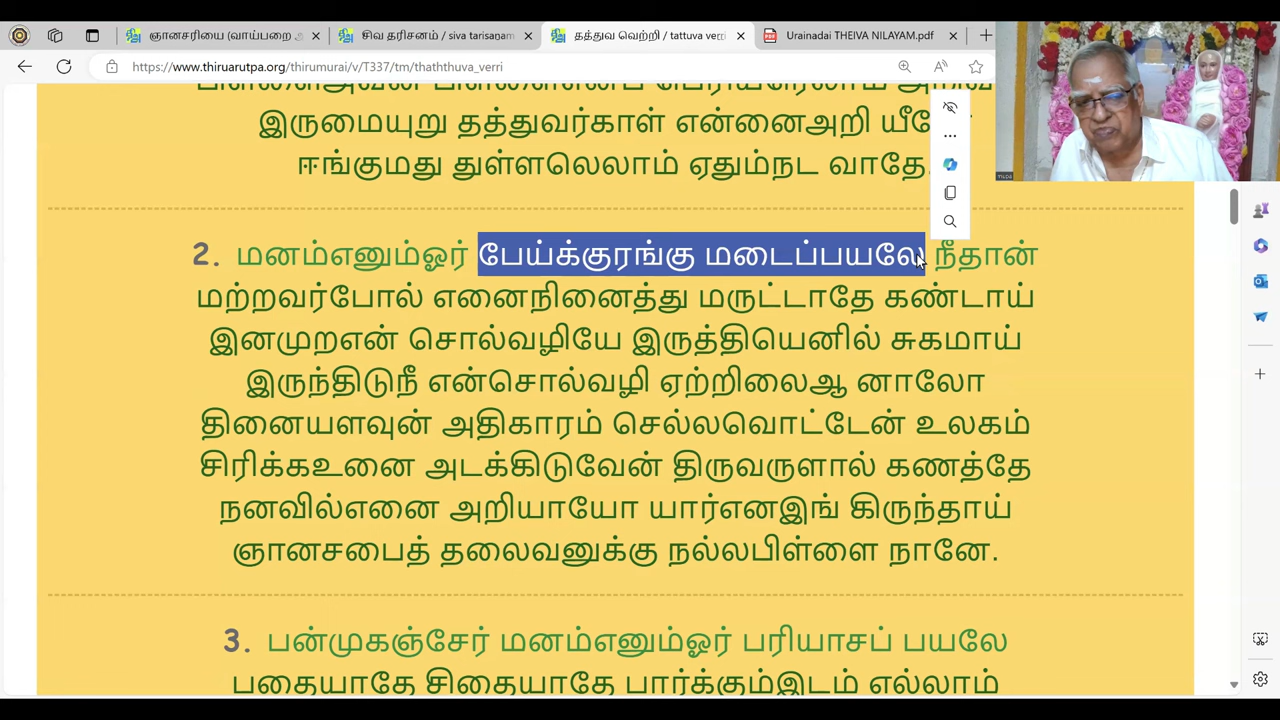 ஞானசரியை (வாய்பறை ஆ
சிவ தரிசனம் / siva tarisaṉam
தத்துவ வெற்றி / tattuva veṟṟi
Urainadai THEIVA NILAYAM.pdf
https://www.thiruarutpa.org/thirumurai/v/T337/tm/thaththuva_verri
இருமையுறு தத்துவர்காள் என்னைஅறி
ஈங்குமது துள்ளலெலாம் ஏதும்நட வாதே.
2. மனம்எனும்ஓர் பேய்க்குரங்கு மடைப்பயலே நீதான்
மற்றவர்போல் எனைநினைத்து மருட்டாதே கண்டாய்
இனமுறஎன் சொல்வழியே இருத்தியெனில் சுகமாய்
இருந்திடுநீ என்சொல்வழி ஏற்றிலைஆ னாலோ
தினையளவுன் அதிகாரம் செல்லவொட்டேன் உலகம்
சிரிக்கஉனை அடக்கிடுவேன் திருவருளால் கணத்தே
நனவில்எனை அறியாயோ யார்எனஇங் கிருந்தாய்
ஞானசபைத் தலைவனுக்கு நல்லபிள்ளை நானே.
3. பன்முகஞ்சேர் மனம்எனும்ஓர் பரியாசப் பயலே
பதையாதே சிதையாதே பார்க்கும்இடம் எல்லாம்